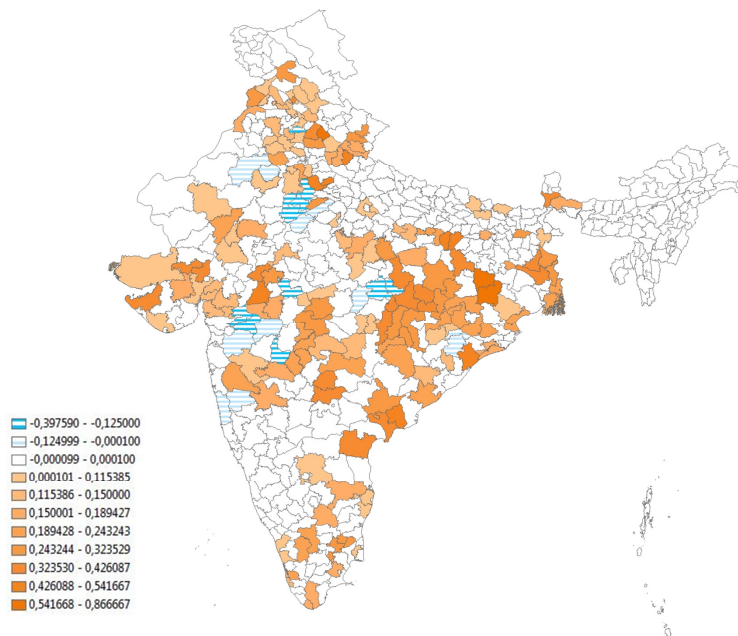 -0,397590 - -0,125000
-0,124999 - -0,000100
-0,000099 - 0,000100
0,000101 - 0,115385
0,115386 - 0,150000
0,150001 - 0,189427
0,189428 - 0,243243
0,243244 - 0,323529
0,323530 - 0,426087
0,426088 - 0,541667
0,541668 - 0,866667